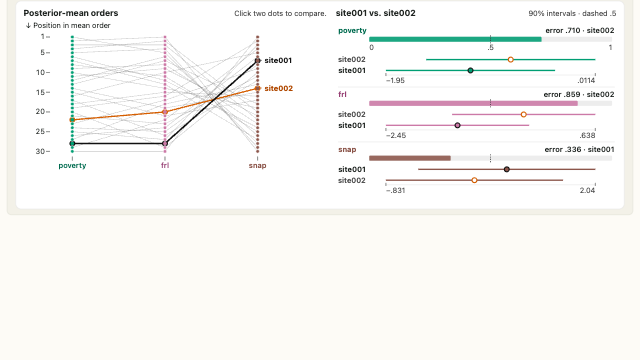 Posterior-mean orders
Click two dots to compare.
↓ Position in mean order
1
5
10
15
20
25
30
site001
site002
poverty
frl
snap
site001 vs. site002
90% intervals · dashed .5
poverty
error .710 · site002
0
.5
1
site002
site001
−1.95
.0114
frl
error .859 · site002
site002
site001
−2.45
.638
snap
error .336 · site001
site001
site002
−.831
2.04